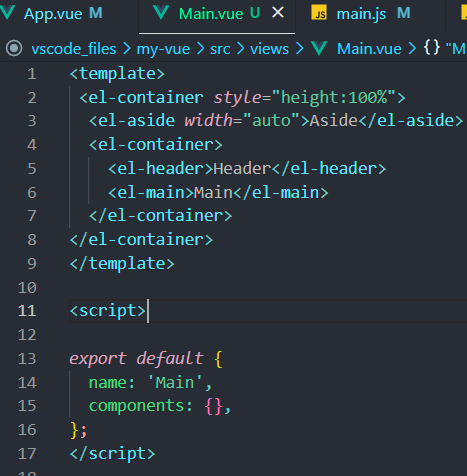 App.vue M Main.vue U × main.js M
vscode_files > my-vue > src > views > Main.vue > {} "M
1 <template>
2  <el-container style="height:100%">
3   <el-aside width="auto">Aside</el-aside>
4   <el-container>
5     <el-header>Header</el-header>
6     <el-main>Main</el-main>
7   </el-container>
8 </el-container>
9 </template>
10
11 <script>
12
13 export default {
14   name: 'Main',
15   components: {},
16 };
17 </script>